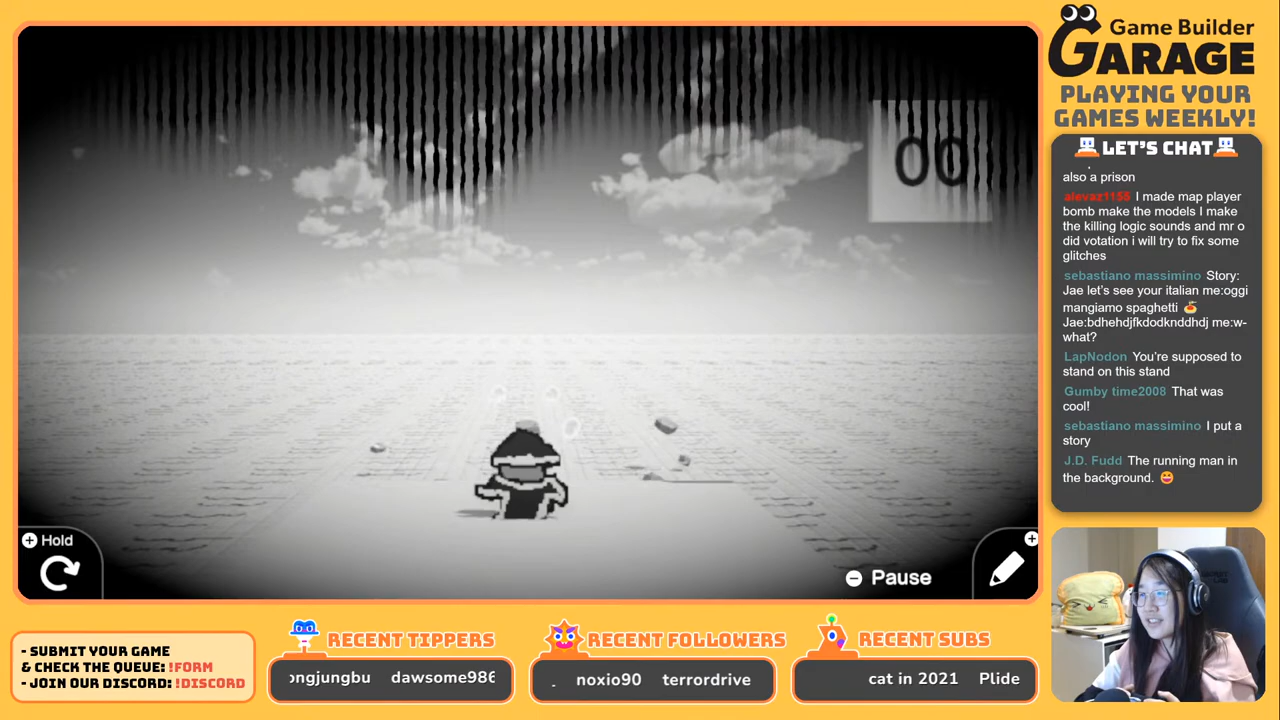 Game Builder
GARAGE
PLAYING YOUR
GAMES WEEKLY!
LET'S CHAT
also a prison
alevaz1155 I made map player
bomb make the models I make
the killing logic sounds and mr o
did votation i will try to fix some
glitches
sebastiano massimino Story:
Jae let's see your italian me:oggi
mangiamo spaghetti
Jae:bdhehdjfkdodknddhdj me:w-
what?
LapNodon You're supposed to
stand on this stand
Gumby time2008 That was
cool!
sebastiano massimino I put a
story
J.D. Fudd The running man in
the background.
00
Hold
Pause
- SUBMIT YOUR GAME
& CHECK THE QUEUE: !FORM
- JOIN OUR DISCORD: !DISCORD
RECENT TIPPERS
ongjungbu dawsome986
RECENT FOLLOWERS
. noxio90 terrordrive
RECENT SUBS
cat in 2021 Plide